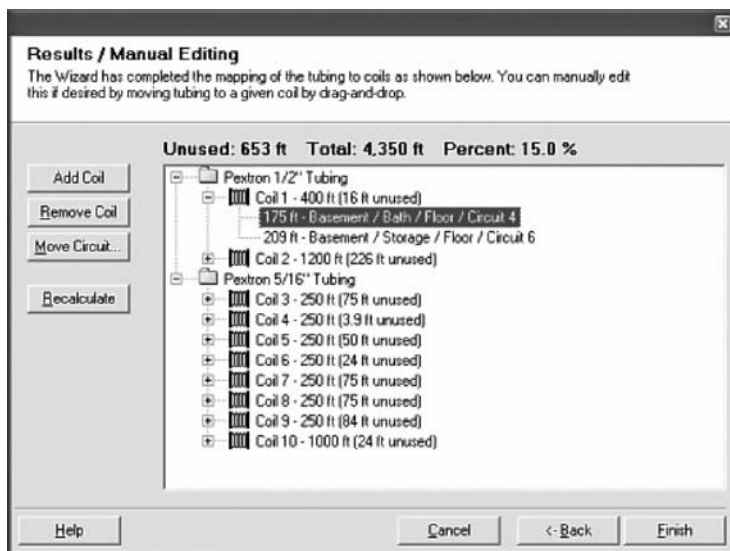 Results / Manual Editing
The Wizard has completed the mapping of the tubing to coils as shown below. You can manually edit
this if desired by moving tubing to a given coil by drag-and-drop.
Unused: 653 ft Total: 4,350 ft Percent: 15.0 %
Add Coil
Remove Coil
Move Circuit...
Recalculate
Pextron 1/2" Tubing
Coil 1 - 400 ft (16 ft unused)
175 ft - Basement / Bath / Floor / Circuit 4
209 ft - Basement / Storage / Floor / Circuit 6
Coil 2 - 1200 ft (226 ft unused)
Pextron 5/16" Tubing
Coil 3 - 250 ft (75 ft unused)
Coil 4 - 250 ft (3.9 ft unused)
Coil 5 - 250 ft (50 ft unused)
Coil 6 - 250 ft (24 ft unused)
Coil 7 - 250 ft (75 ft unused)
Coil 8 - 250 ft (75 ft unused)
Coil 9 - 250 ft (84 ft unused)
Coil 10 - 1000 ft (24 ft unused)
Help
Cancel
<- Back
Finish